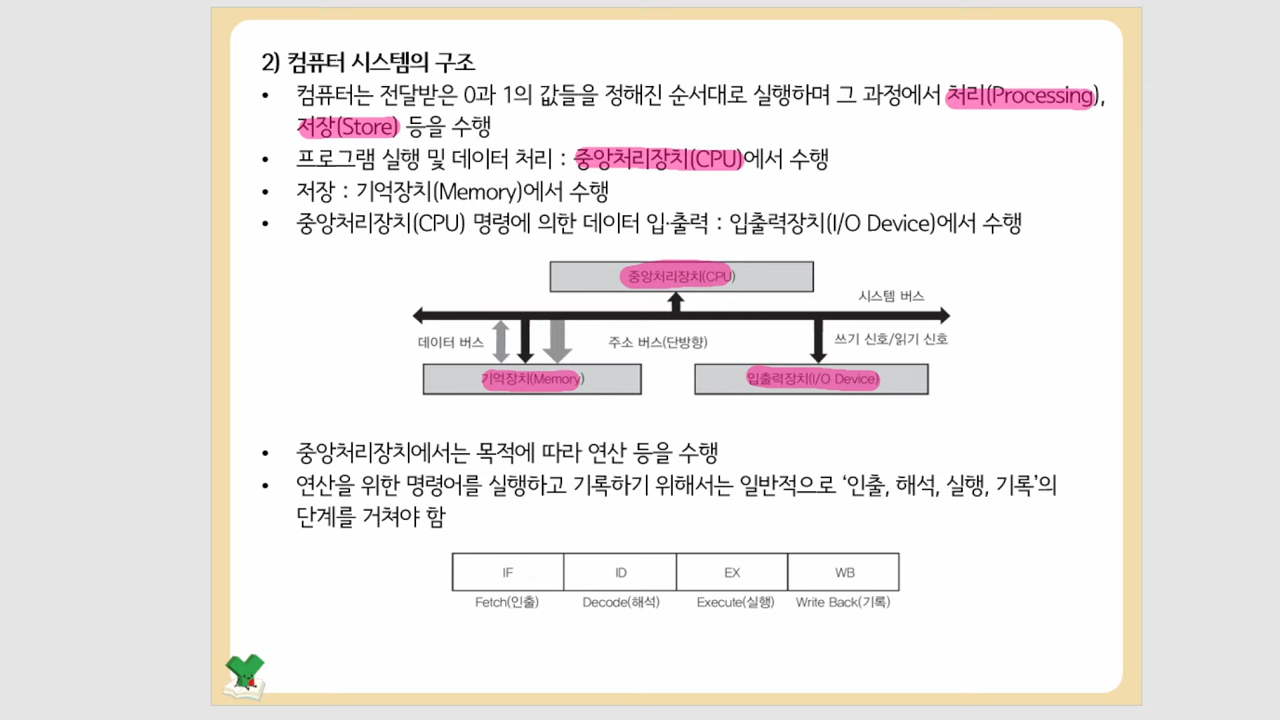 2) 컴퓨터 시스템의 구조
• 컴퓨터는 전달받은 0과 1의 값들을 정해진 순서대로 실행하며 그 과정에서 처리(Processing),
저장(Store) 등을 수행
• 프로그램 실행 및 데이터 처리 : 중앙처리장치(CPU)에서 수행
• 저장 : 기억장치(Memory)에서 수행
• 중앙처리장치(CPU) 명령에 의한 데이터 입·출력 : 입출력장치(I/O Device)에서 수행
중앙처리장치(CPU)
시스템 버스
데이터 버스 주소 버스(단방향) 쓰기 신호/읽기 신호
기억장치(Memory) 입출력장치(I/O Device)
• 중앙처리장치에서는 목적에 따라 연산 등을 수행
• 연산을 위한 명령어를 실행하고 기록하기 위해서는 일반적으로 ‘인출, 해석, 실행, 기록’의
단계를 거쳐야 함
IF ID EX WB
Fetch(인출) Decode(해석) Execute(실행) Write Back(기록)